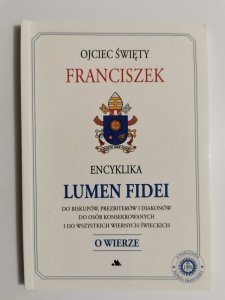 OJCIEC ŚWIĘTY
FRANCISZEK
ENCYKLIKA
LUMEN FIDEI
DO BISKUPÓW, PREZBITERÓW I DIAKONÓW
DO OSÓB KONSEKROWANYCH
I DO WSZYSTKICH WIERNYCH ŚWIECKICH
O WIERZE